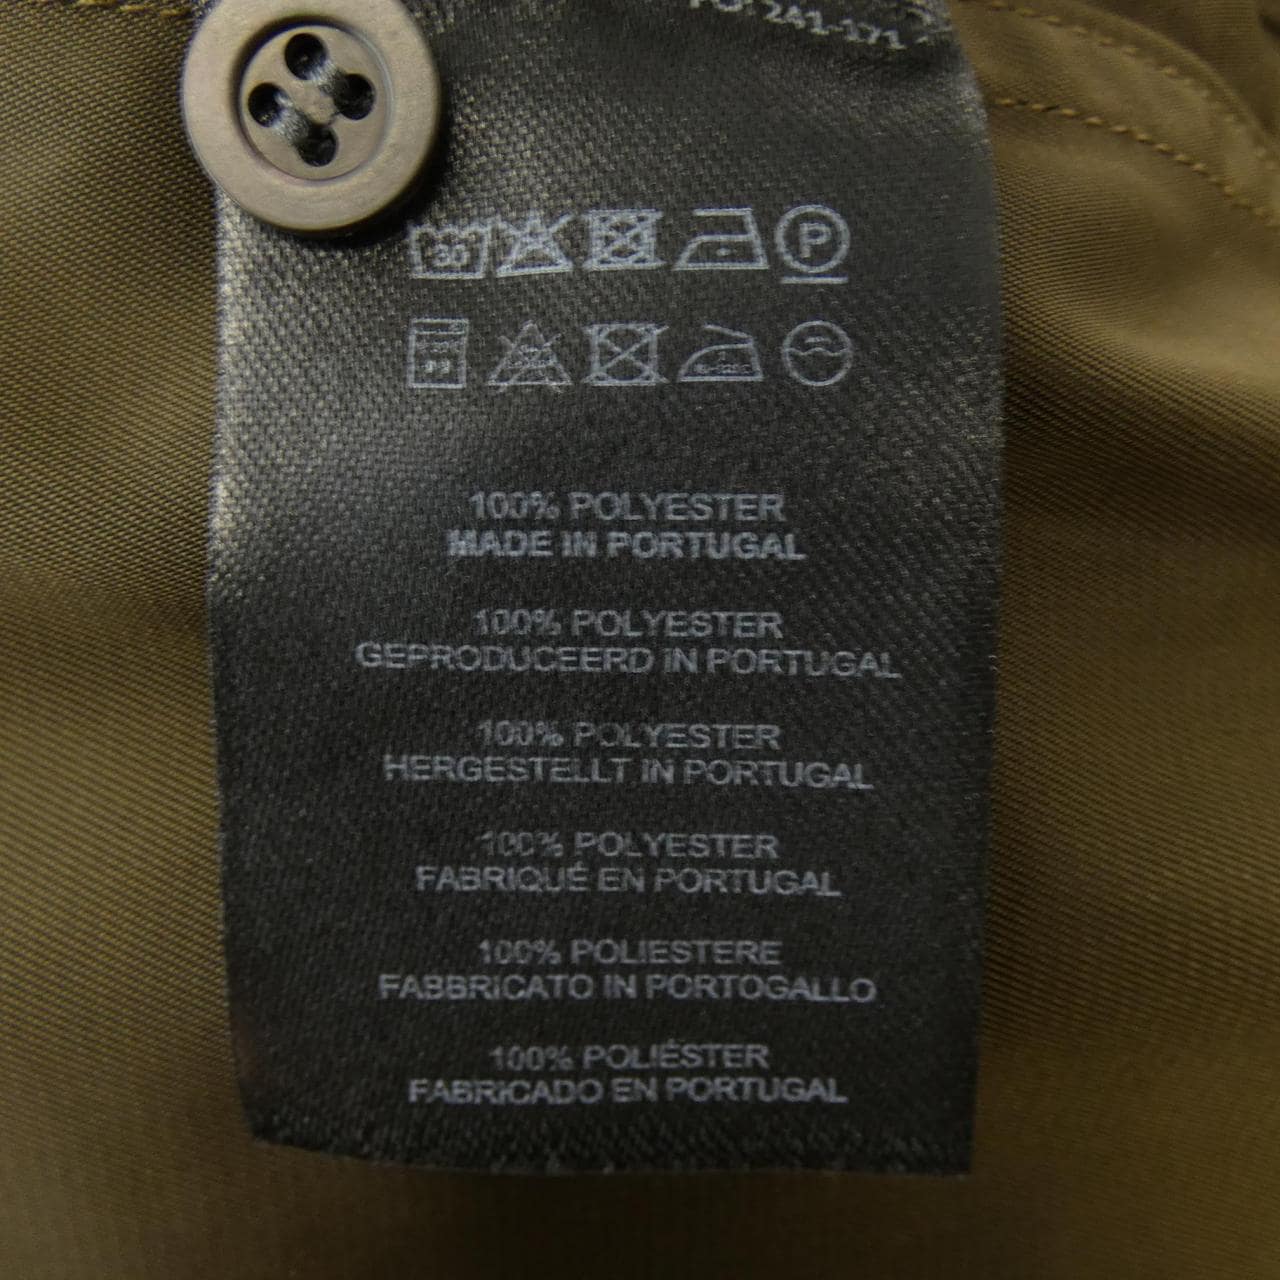 241-171
30
P
100% POLYESTER
MADE IN PORTUGAL
100% POLYESTER
GEPRODUCEERD IN PORTUGAL
100% POLYESTER
HERGESTELLT IN PORTUGAL
100% POLYESTER
FABRIQUÉ EN PORTUGAL
100% POLIESTERE
FABBRICATO IN PORTOGALLO
100% POLIÉSTER
FABRICADO EN PORTUGAL